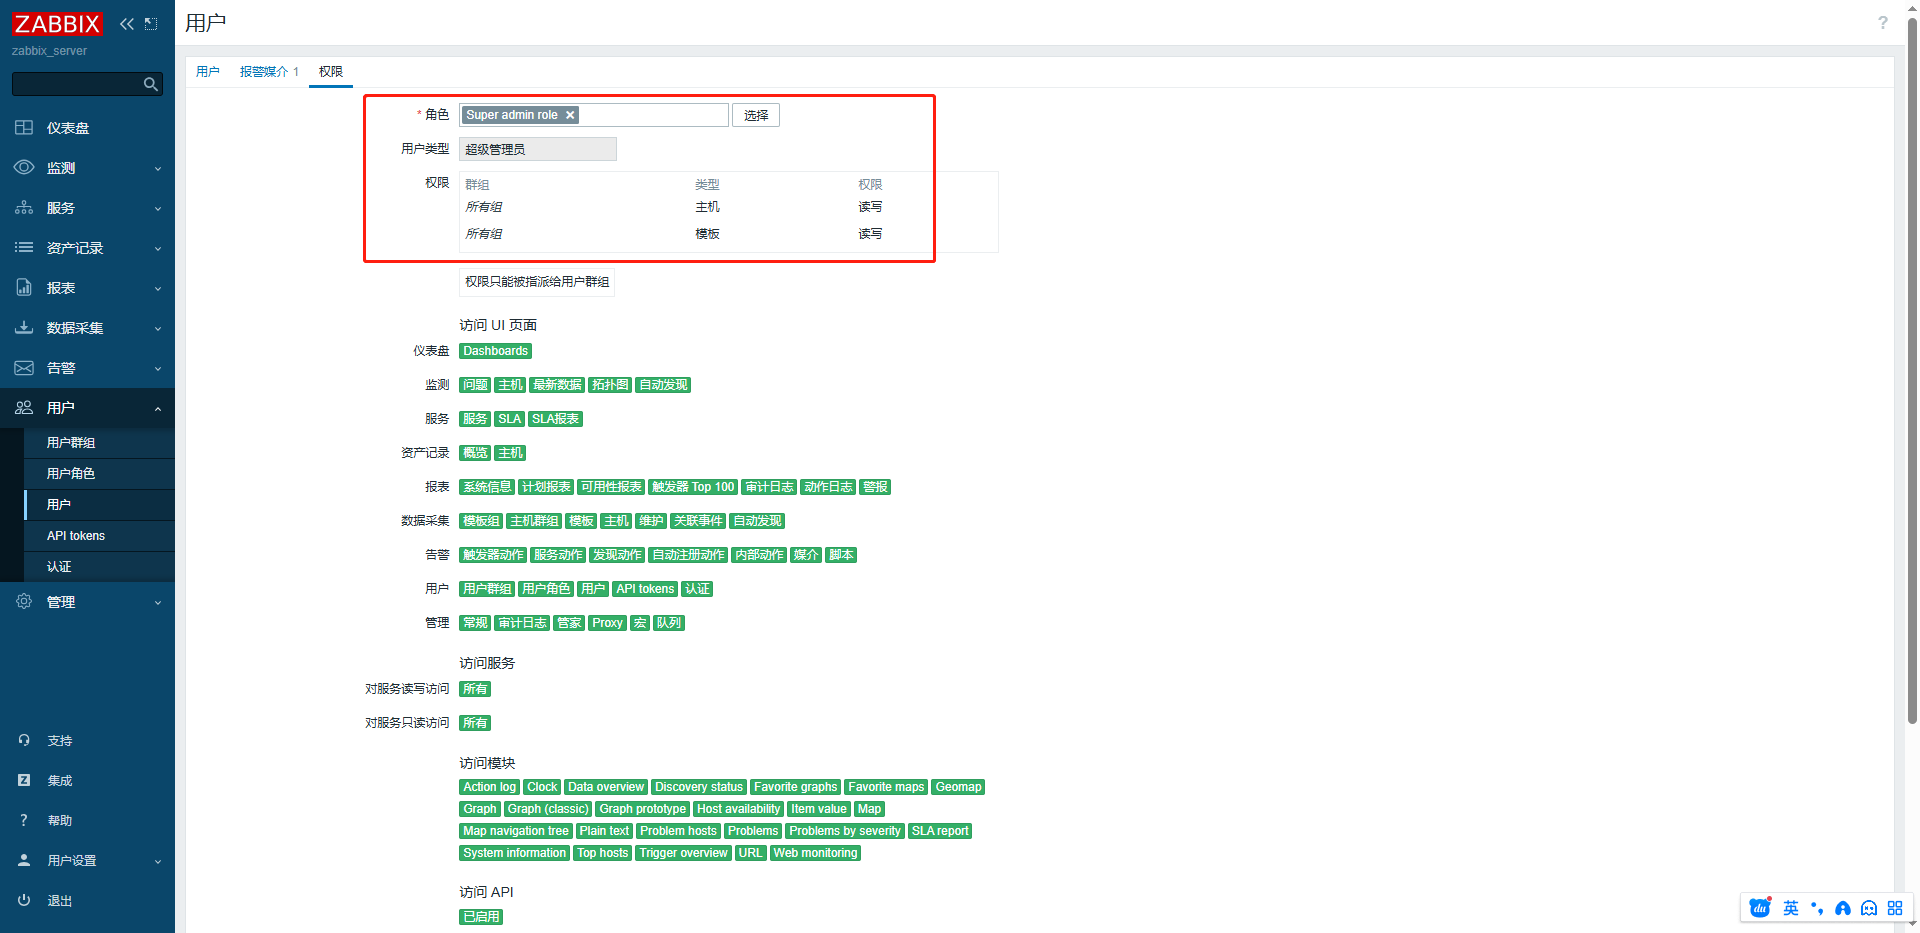 ZABBIX
zabbix_server
仪表盘
监测
服务
资产记录
报表
数据采集
告警
用户
用户群组
用户角色
用户
API tokens
认证
管理
支持
集成
帮助
用户设置
退出
用户
用户 报警媒介 1 权限
* 角色 Super admin role 选择
用户类型 超级管理员
权限 群组 类型 权限
所有组 主机 读写
所有组 模板 读写
权限只能被指派给用户群组
访问 UI 页面
仪表盘 Dashboards
监测 问题 主机 最新数据 拓扑图 自动发现
服务 服务 SLA SLA报表
资产记录 概览 主机
报表 系统信息 计划报表 可用性报表 触发器 Top 100 审计日志 动作日志 警报
数据采集 模板组 主机群组 模板 主机 维护 关联事件 自动发现
告警 触发器动作 服务动作 发现动作 自动注册动作 内部动作 媒介 脚本
用户 用户群组 用户角色 用户 API tokens 认证
管理 常规 审计日志 管家 Proxy 宏 队列
访问服务
对服务读写访问 所有
对服务只读访问 所有
访问模块
Action log Clock Data overview Discovery status Favorite graphs Favorite maps Geomap
Graph Graph (classic) Graph prototype Host availability Item value Map
Map navigation tree Plain text Problem hosts Problems Problems by severity SLA report
System information Top hosts Trigger overview URL Web monitoring
访问 API
已启用
du 英